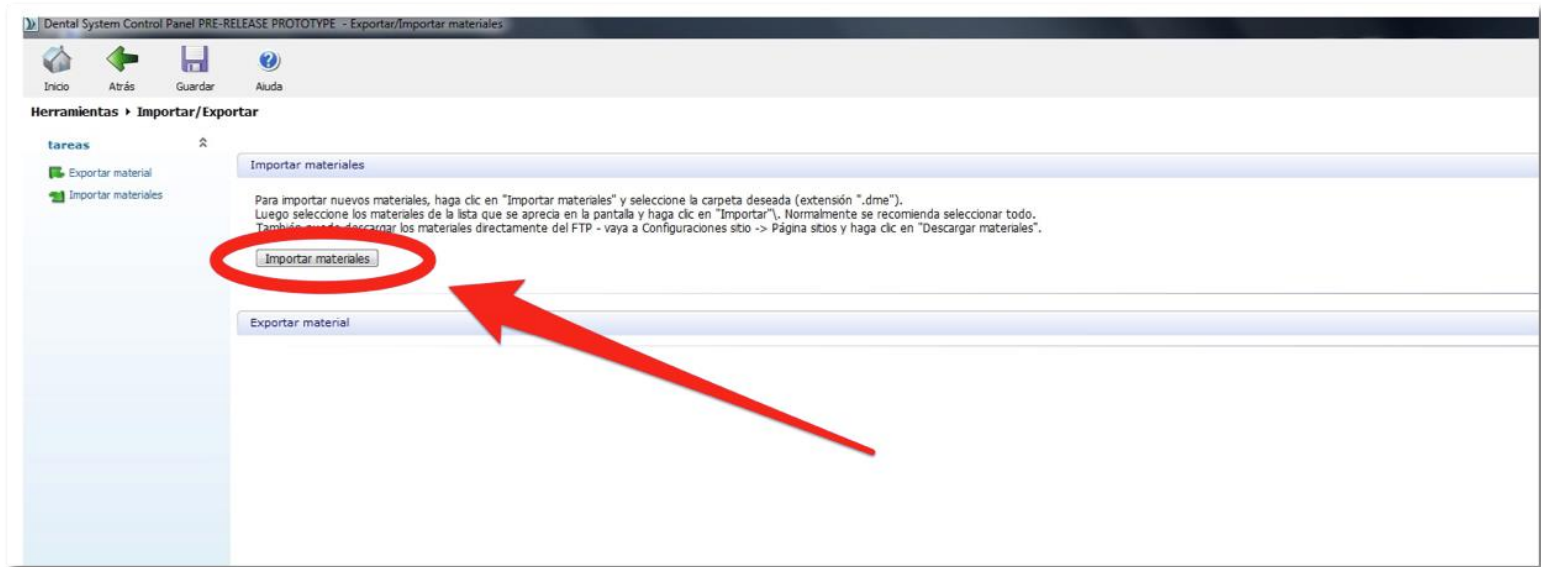 Dental System Control Panel PRE-RELEASE PROTOTYPE - Exportar/Importar materiales
Inicio Atrás Guardar Aiuda
Herramientas ▸ Importar/Exportar
tareas
Exportar material
Importar materiales
Importar materiales
Para importar nuevos materiales, haga clic en "Importar materiales" y seleccione la carpeta deseada (extensión ".dme").
Luego seleccione los materiales de la lista que se aprecia en la pantalla y haga clic en "Importar"\. Normalmente se recomienda seleccionar todo.
También puede descargar los materiales directamente del FTP - vaya a Configuraciones sitio -> Página sitios y haga clic en "Descargar materiales".
Importar materiales
Exportar material